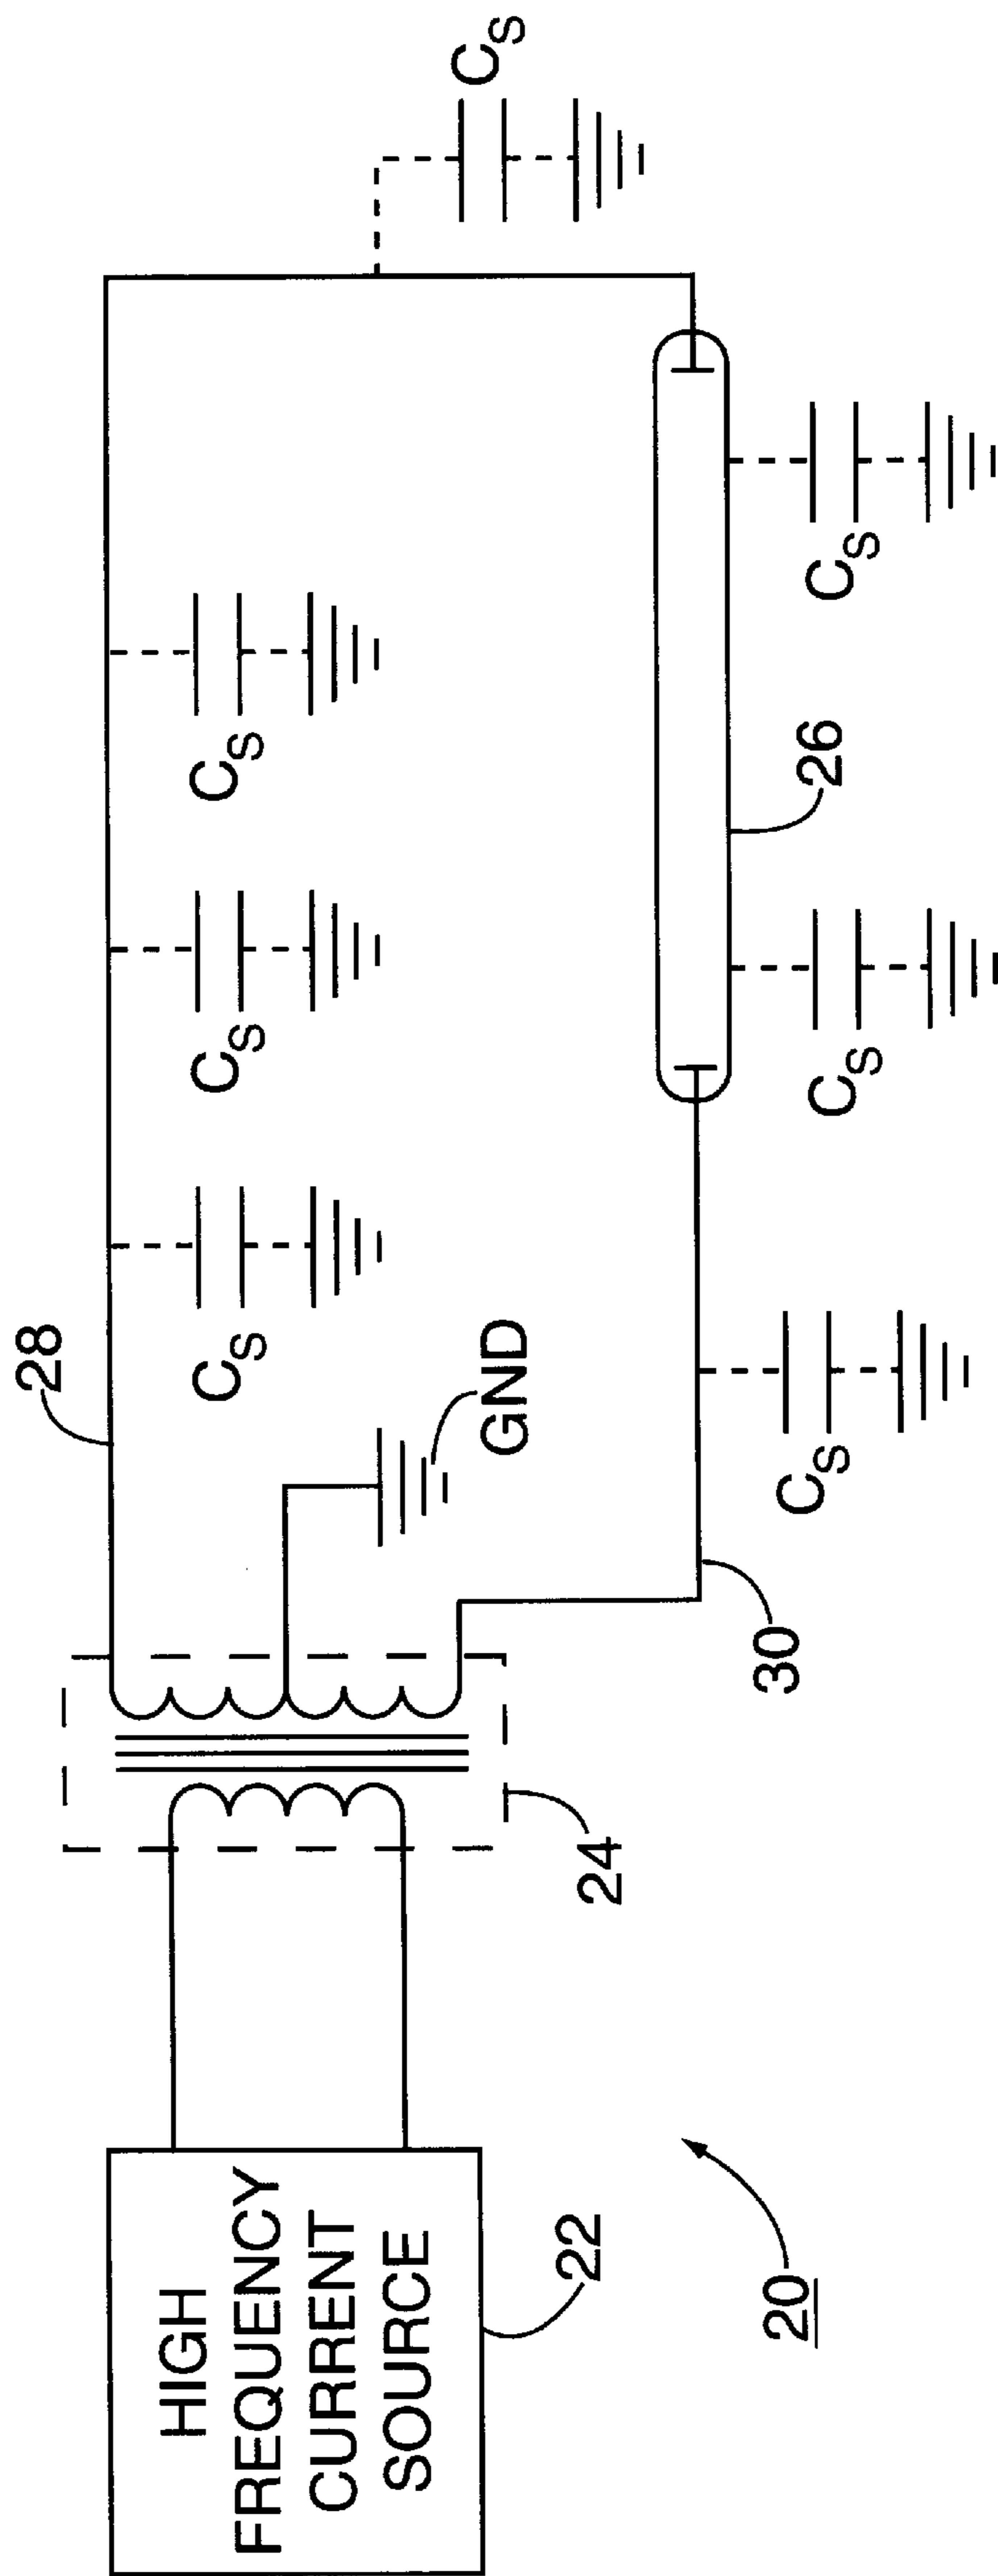 HIGH
FREQUENCY
CURRENT
SOURCE
22
20
24
28
30
GND
C_S
C_S
C_S
C_S
C_S
C_S
C_S
26